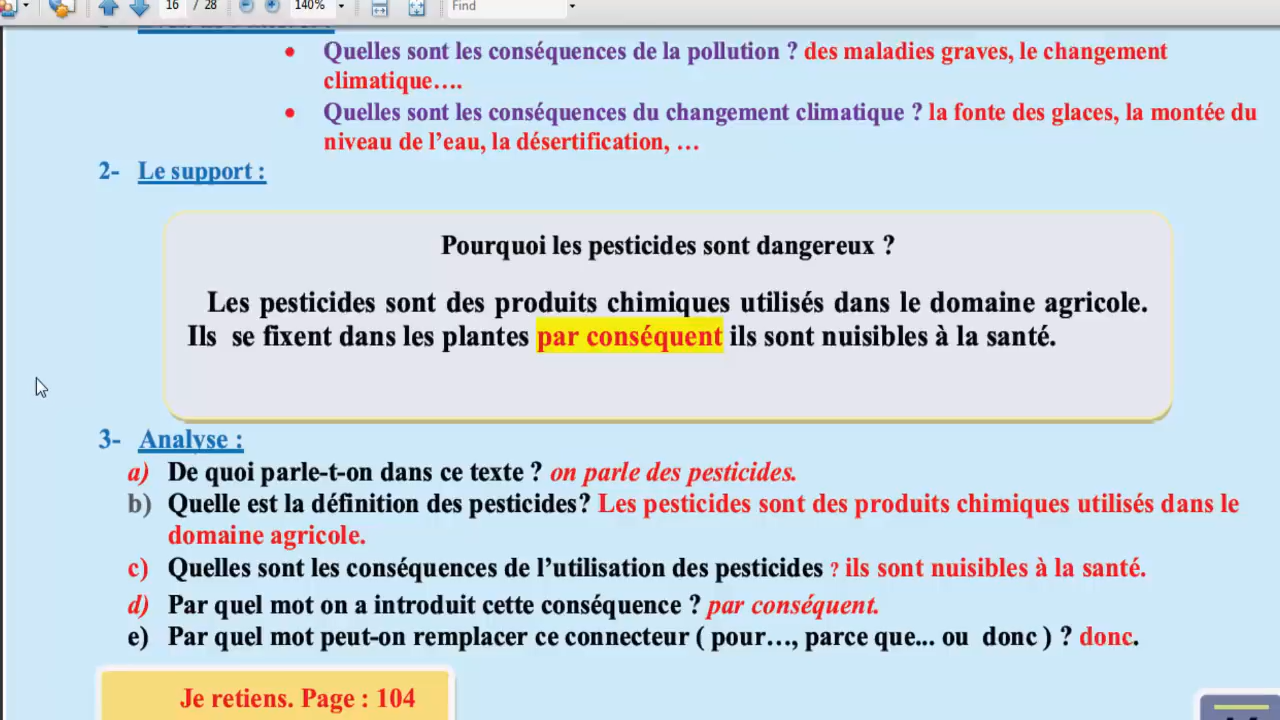 16 / 28 140% Find
• Quelles sont les conséquences de la pollution ? des maladies graves, le changement
climatique….
• Quelles sont les conséquences du changement climatique ? la fonte des glaces, la montée du
niveau de l’eau, la désertification, …
2- Le support :
Pourquoi les pesticides sont dangereux ?
Les pesticides sont des produits chimiques utilisés dans le domaine agricole.
Ils se fixent dans les plantes par conséquent ils sont nuisibles à la santé.
3- Analyse :
a) De quoi parle-t-on dans ce texte ? on parle des pesticides.
b) Quelle est la définition des pesticides? Les pesticides sont des produits chimiques utilisés dans le
domaine agricole.
c) Quelles sont les conséquences de l’utilisation des pesticides ? ils sont nuisibles à la santé.
d) Par quel mot on a introduit cette conséquence ? par conséquent.
e) Par quel mot peut-on remplacer ce connecteur ( pour…, parce que... ou donc ) ? donc.
Je retiens. Page : 104